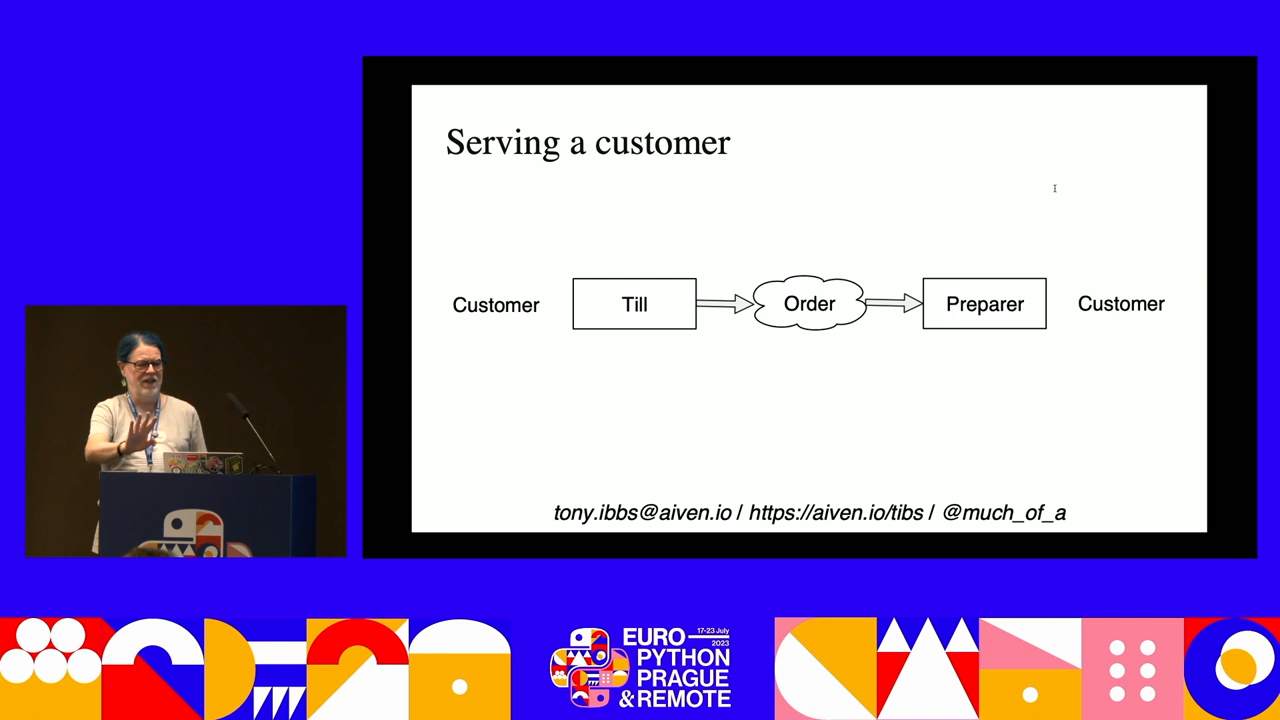 Serving a customer
Customer
Till
Order
Preparer
Customer
tony.ibbs@aiven.io / https://aiven.io/tibs / @much_of_a
EURO 17-23 July 2023
PYTHON
PRAGUE
& REMOTE